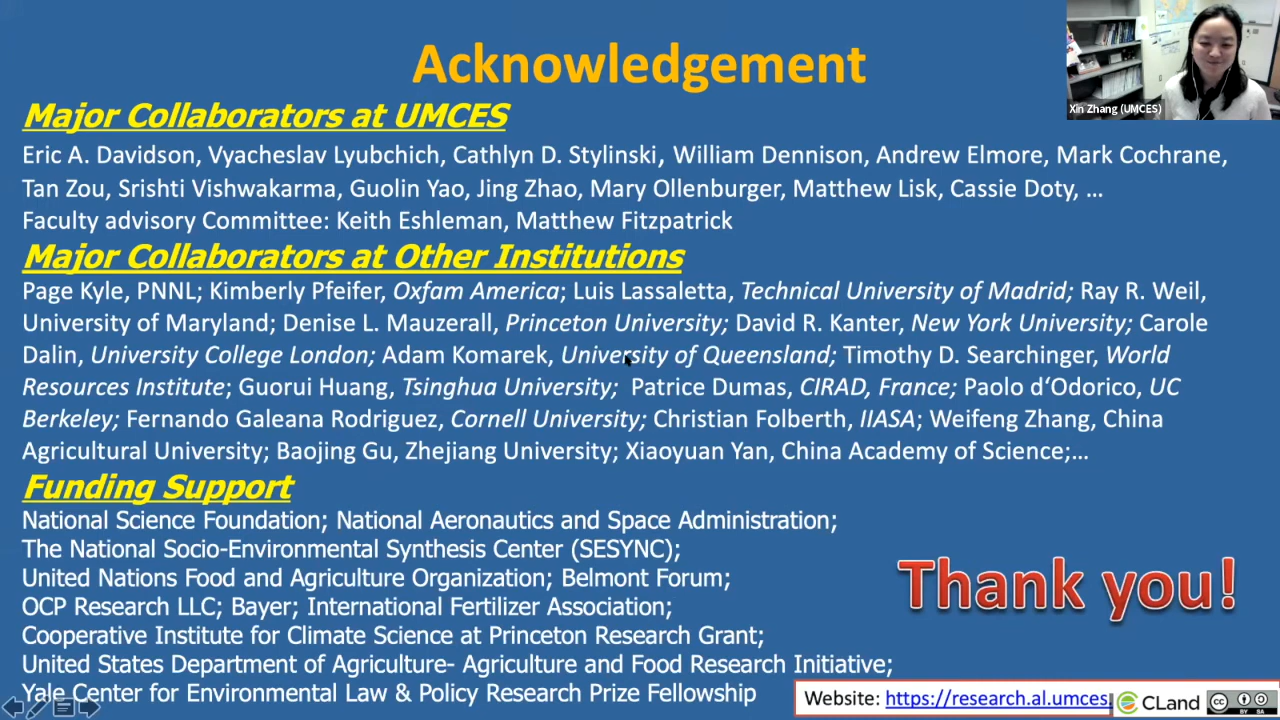 Acknowledgement
Xin Zhang (UMCES)
Major Collaborators at UMCES
Eric A. Davidson, Vyacheslav Lyubchich, Cathlyn D. Stylinski, William Dennison, Andrew Elmore, Mark Cochrane,
Tan Zou, Srishti Vishwakarma, Guolin Yao, Jing Zhao, Mary Ollenburger, Matthew Lisk, Cassie Doty, ...
Faculty advisory Committee: Keith Eshleman, Matthew Fitzpatrick
Major Collaborators at Other Institutions
Page Kyle, PNNL; Kimberly Pfeifer, Oxfam America; Luis Lassaletta, Technical University of Madrid; Ray R. Weil,
University of Maryland; Denise L. Mauzerall, Princeton University; David R. Kanter, New York University; Carole
Dalin, University College London; Adam Komarek, University of Queensland; Timothy D. Searchinger, World
Resources Institute; Guorui Huang, Tsinghua University; Patrice Dumas, CIRAD, France; Paolo d‘Odorico, UC
Berkeley; Fernando Galeana Rodriguez, Cornell University; Christian Folberth, IIASA; Weifeng Zhang, China
Agricultural University; Baojing Gu, Zhejiang University; Xiaoyuan Yan, China Academy of Science;...
Funding Support
National Science Foundation; National Aeronautics and Space Administration;
The National Socio-Environmental Synthesis Center (SESYNC);
United Nations Food and Agriculture Organization; Belmont Forum;
OCP Research LLC; Bayer; International Fertilizer Association;
Cooperative Institute for Climate Science at Princeton Research Grant;
United States Department of Agriculture- Agriculture and Food Research Initiative;
Yale Center for Environmental Law & Policy Research Prize Fellowship
Thank you!
Website: https://research.al.umces.
CLand
cc BY SA